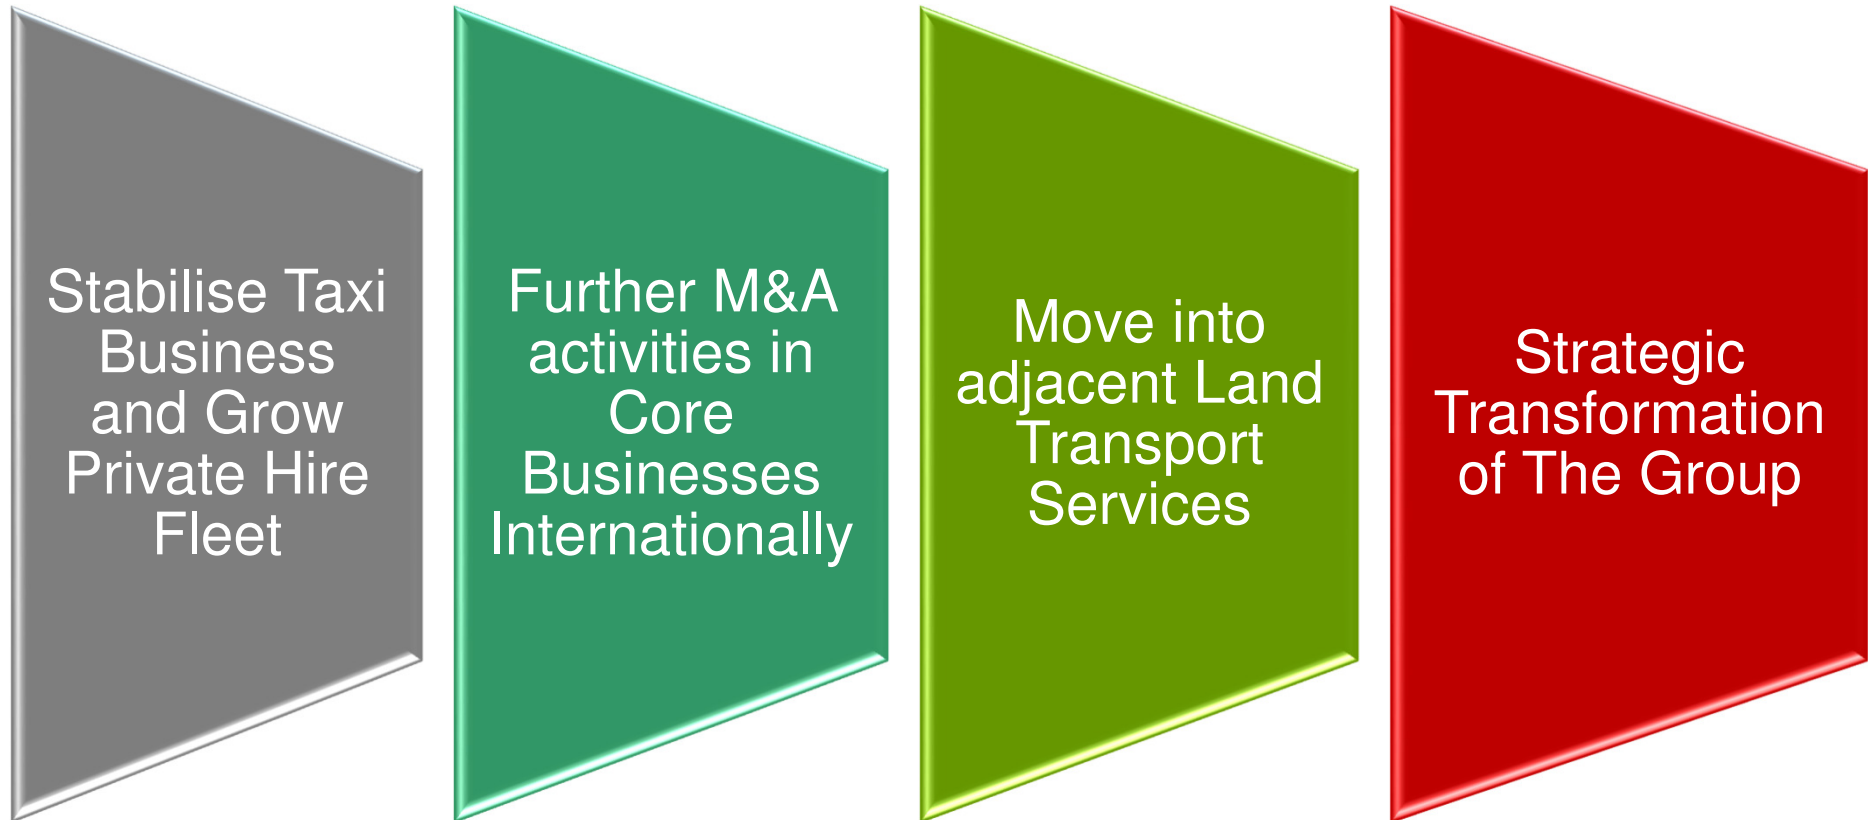 Stabilise Taxi
Business
and Grow
Private Hire
Fleet
Further M&A
activities in
Core
Businesses
Internationally
Move into
adjacent Land
Transport
Services
Strategic
Transformation
of The Group